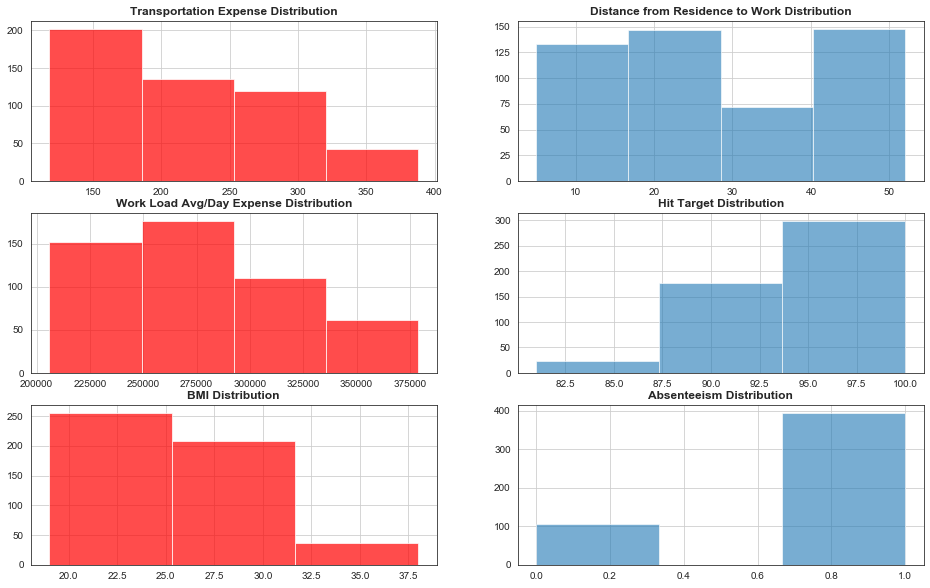 Transportation Expense Distribution
200
150
100
50
0
150 200 250 300 350 400
Distance from Residence to Work Distribution
150
125
100
75
50
25
0
10 20 30 40 50
Work Load Avg/Day Expense Distribution
150
100
50
0
200000 225000 250000 275000 300000 325000 350000 375000
Hit Target Distribution
300
250
200
150
100
50
0
82.5 85.0 87.5 90.0 92.5 95.0 97.5 100.0
BMI Distribution
250
200
150
100
50
0
20.0 22.5 25.0 27.5 30.0 32.5 35.0 37.5
Absenteeism Distribution
400
300
200
100
0
0.0 0.2 0.4 0.6 0.8 1.0